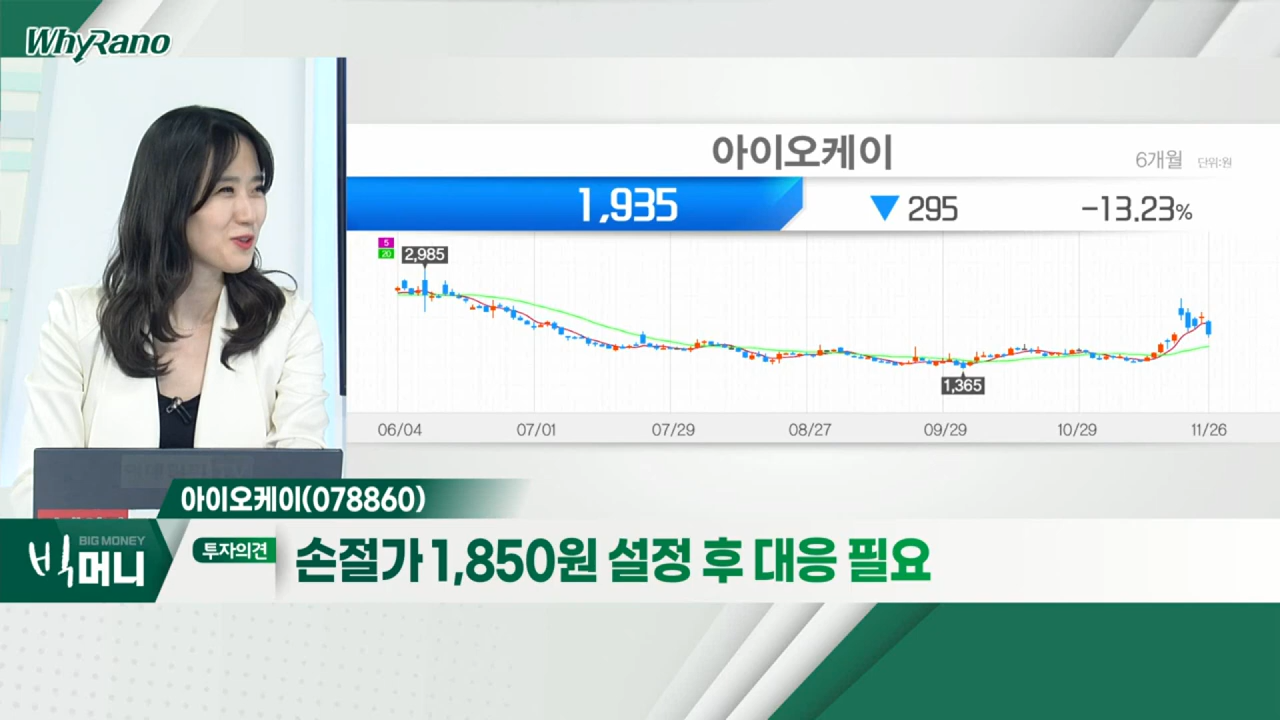 WhyRano
아이오케이
6개월 단위:원
1,935
▼ 295
-13.23%
5
20
2,985
1,365
06/04 07/01 07/29 08/27 09/29 10/29 11/26
아이오케이(078860)
BIG MONEY
빅머니
투자의견
손절가 1,850원 설정 후 대응 필요